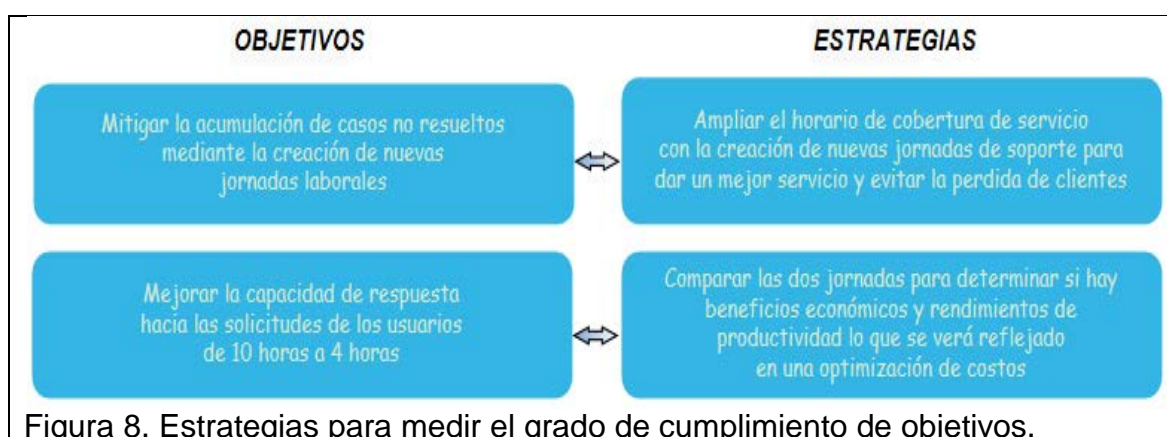 OBJETIVOS
ESTRATEGIAS
Mitigar la acumulación de casos no resueltos
mediante la creación de nuevas
jornadas laborales
Ampliar el horario de cobertura de servicio
con la creación de nuevas jornadas de soporte para
dar un mejor servicio y evitar la perdida de clientes
Mejorar la capacidad de respuesta
hacia las solicitudes de los usuarios
de 10 horas a 4 horas
Comparar las dos jornadas para determinar si hay
beneficios económicos y rendimientos de
productividad lo que se verá reflejado
en una optimización de costos
Figura 8. Estrategias para medir el grado de cumplimiento de objetivos.